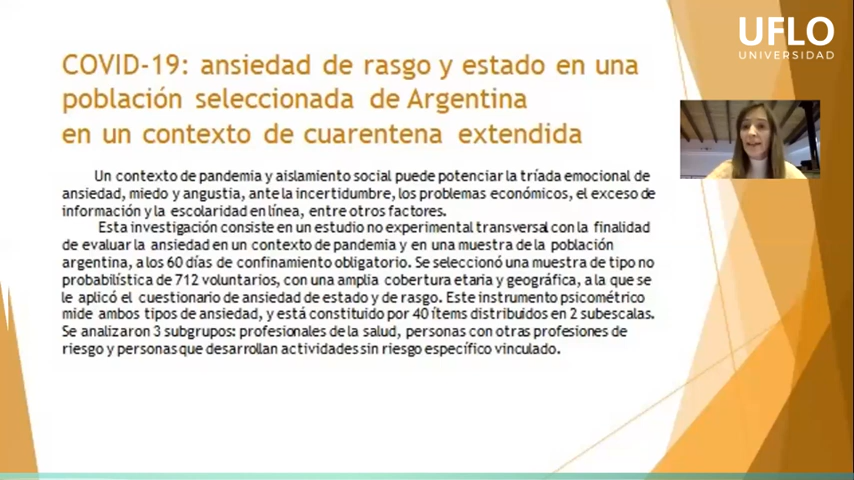 COVID-19: ansiedad de rasgo y estado en una
población seleccionada de Argentina
en un contexto de cuarentena extendida
Un contexto de pandemia y aislamiento social puede potenciar la tríada emocional de
ansiedad, miedo y angustia, ante la incertidumbre, los problemas económicos, el exceso de
información y la escolaridad en línea, entre otros factores.
Esta investigación consiste en un estudio no experimental transversal con la finalidad
de evaluar la ansiedad en un contexto de pandemia y en una muestra de la población
argentina, a los 60 días de confinamiento obligatorio. Se seleccionó una muestra de tipo no
probabilística de 712 voluntarios, con una amplia cobertura etaria y geográfica, a la que se
le aplicó el cuestionario de ansiedad de estado y de rasgo. Este instrumento psicométrico
mide ambos tipos de ansiedad, y está constituido por 40 ítems distribuidos en 2 subescalas.
Se analizaron 3 subgrupos: profesionales de la salud, personas con otras profesiones de
riesgo y personas que desarrollan actividades sin riesgo específico vinculado.
UFLO
UNIVERSIDAD